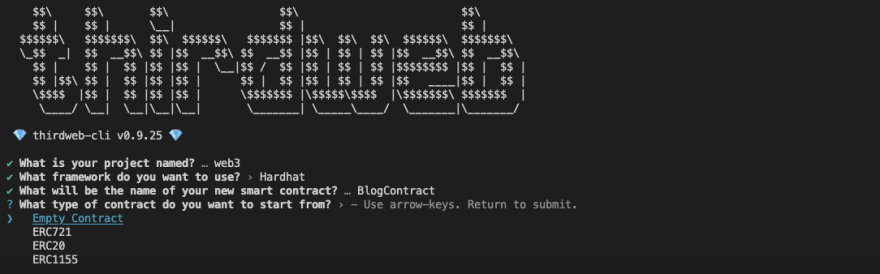 thirdweb
💎 thirdweb-cli v0.9.25 💎
✔ What is your project named? … web3
✔ What framework do you want to use? › Hardhat
✔ What will be the name of your new smart contract? … BlogContract
? What type of contract do you want to start from? › - Use arrow-keys. Return to submit.
❯ Empty Contract
ERC721
ERC20
ERC1155